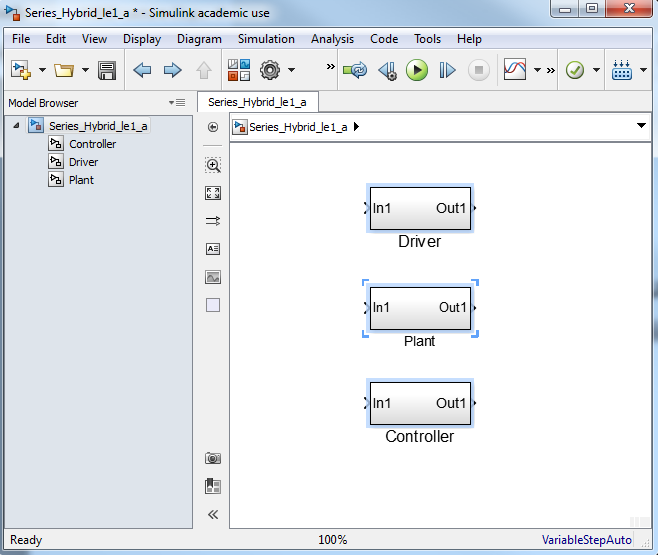 Series_Hybrid_le1_a * - Simulink academic use
File Edit View Display Diagram Simulation Analysis Code Tools Help
Model Browser
Series_Hybrid_le1_a
Controller
Driver
Plant
Series_Hybrid_le1_a
Series_Hybrid_le1_a
In1 Out1
Driver
In1 Out1
Plant
In1 Out1
Controller
Ready 100% VariableStepAuto